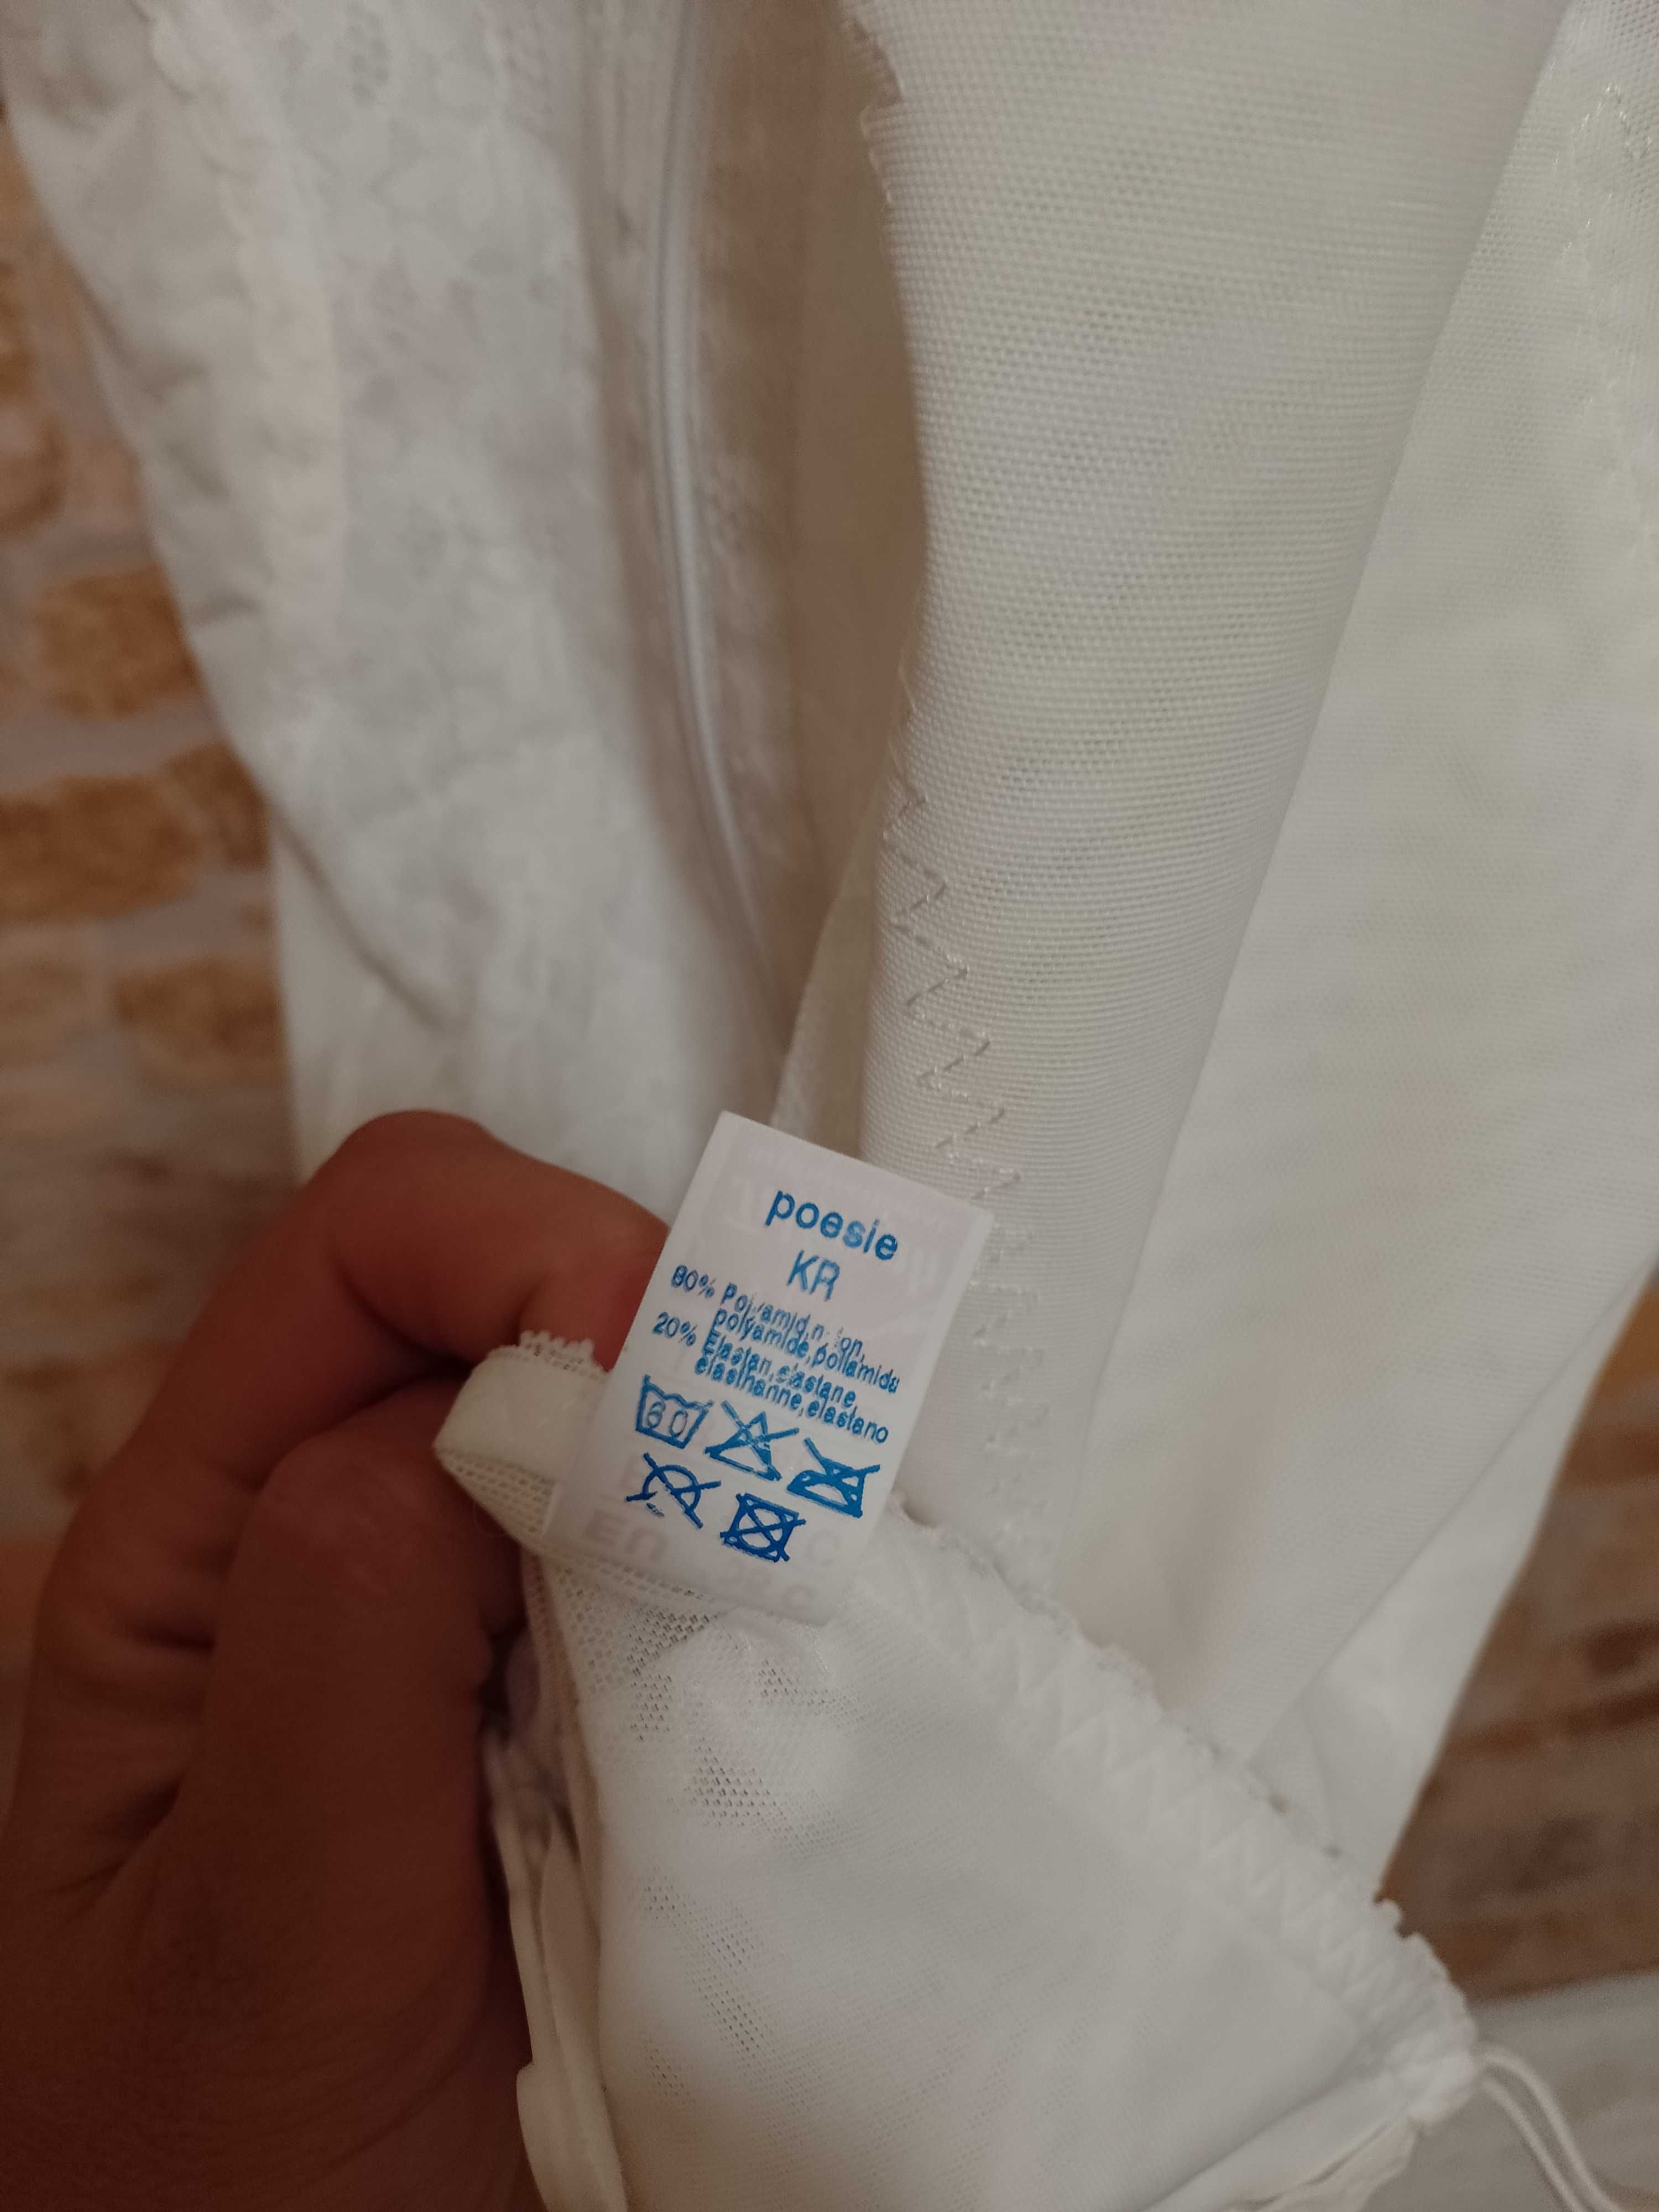 poesie
KR
80% Polyamid,nylon,
polyamide,poliamida
20% Elastan,elastane
elasthanne,elastano
60